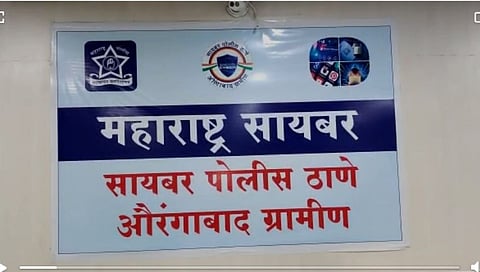 महाराष्ट्र सायबर
सायबर पोलीस ठाणे
औरंगाबाद ग्रामीण